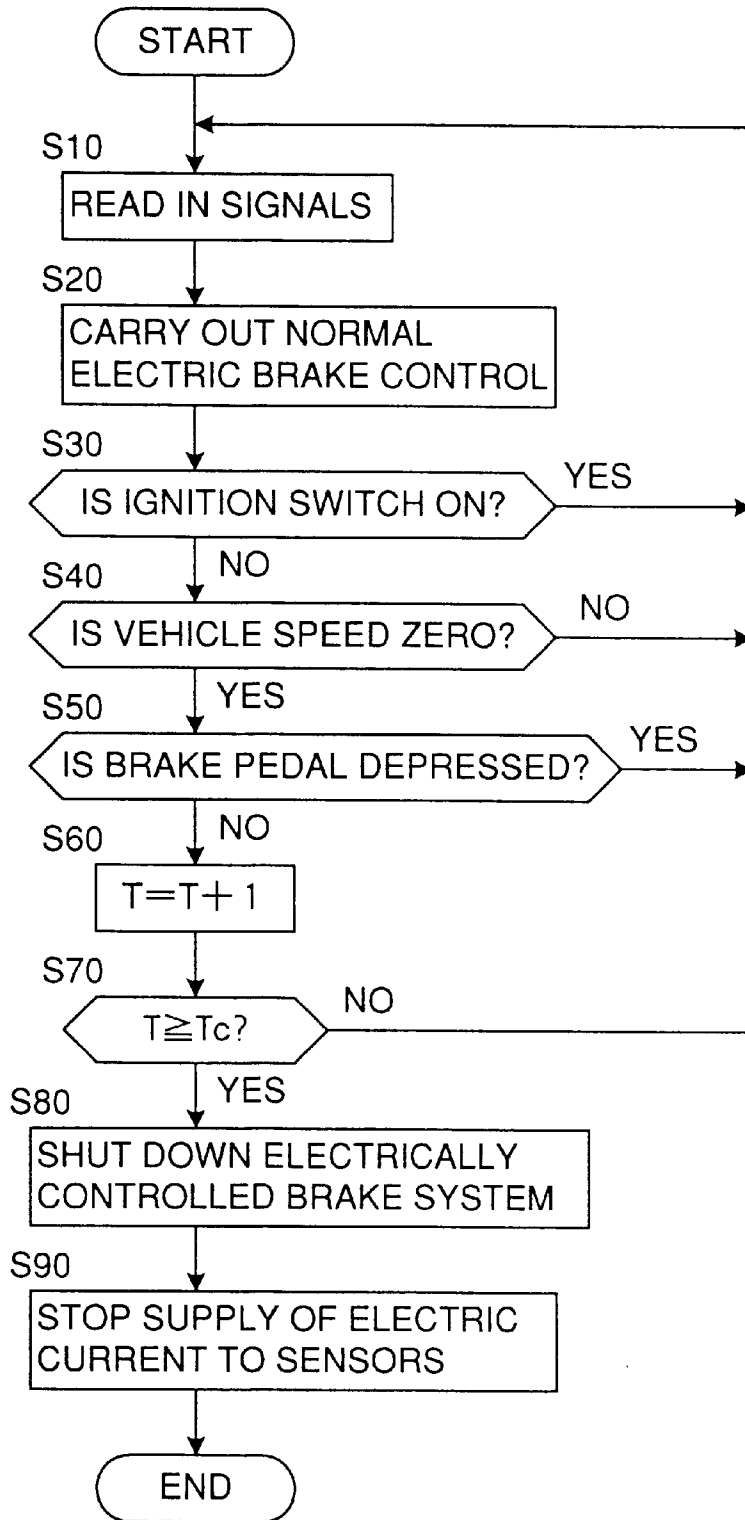 START
S10
READ IN SIGNALS
S20
CARRY OUT NORMAL
ELECTRIC BRAKE CONTROL
S30
IS IGNITION SWITCH ON?
YES
NO
S40
IS VEHICLE SPEED ZERO?
NO
YES
S50
IS BRAKE PEDAL DEPRESSED?
YES
NO
S60
T=T+1
S70
T≧Tc?
NO
YES
S80
SHUT DOWN ELECTRICALLY
CONTROLLED BRAKE SYSTEM
S90
STOP SUPPLY OF ELECTRIC
CURRENT TO SENSORS
END